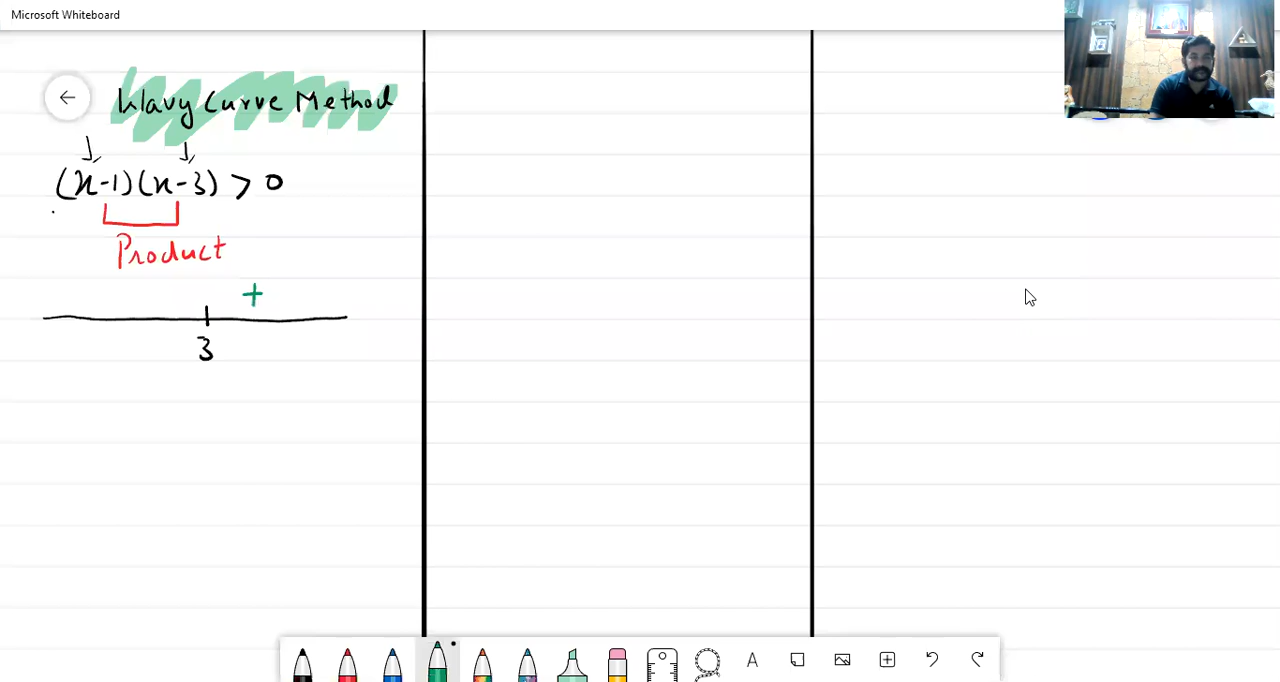 Microsoft Whiteboard
Wavy Curve Method
(x-1)(x-3) > 0
Product
+
3